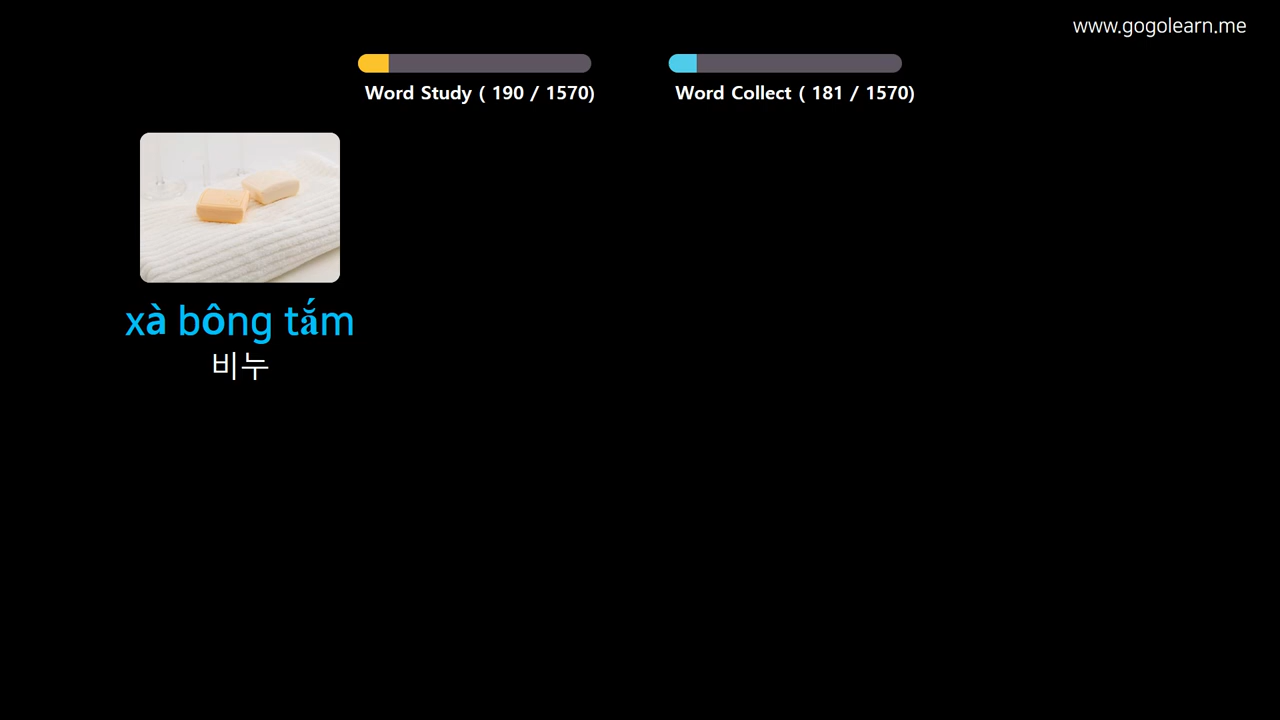 www.gogolearn.me
Word Study ( 190 / 1570)
Word Collect ( 181 / 1570)
xà bông tắm
비누